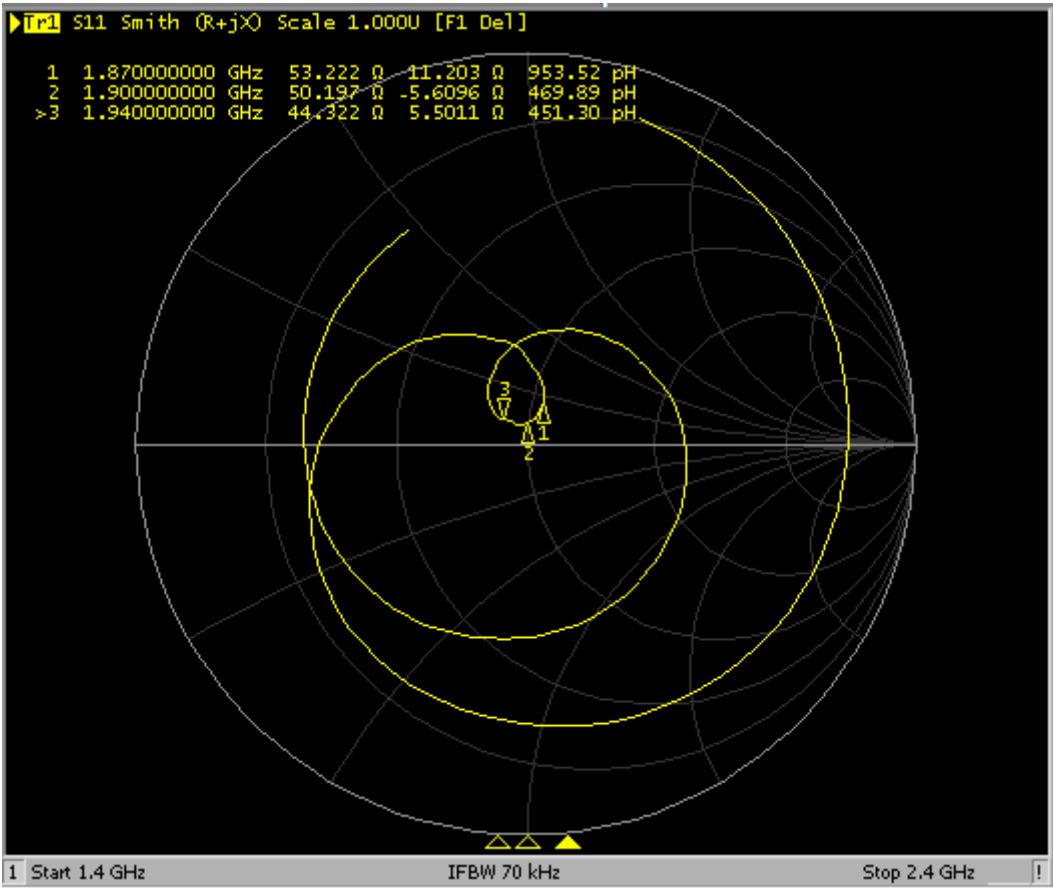 Tr1 S11 Smith (R+jX) Scale 1.000U [F1 Del]
1 1.870000000 GHz 53.222 Ω 11.203 Ω 953.52 pH
2 1.900000000 GHz 50.197 Ω -5.6096 Ω 469.89 pH
>3 1.940000000 GHz 44.322 Ω 5.5011 Ω 451.30 pH
3
1
2
1 Start 1.4 GHz IFBW 70 kHz Stop 2.4 GHz !